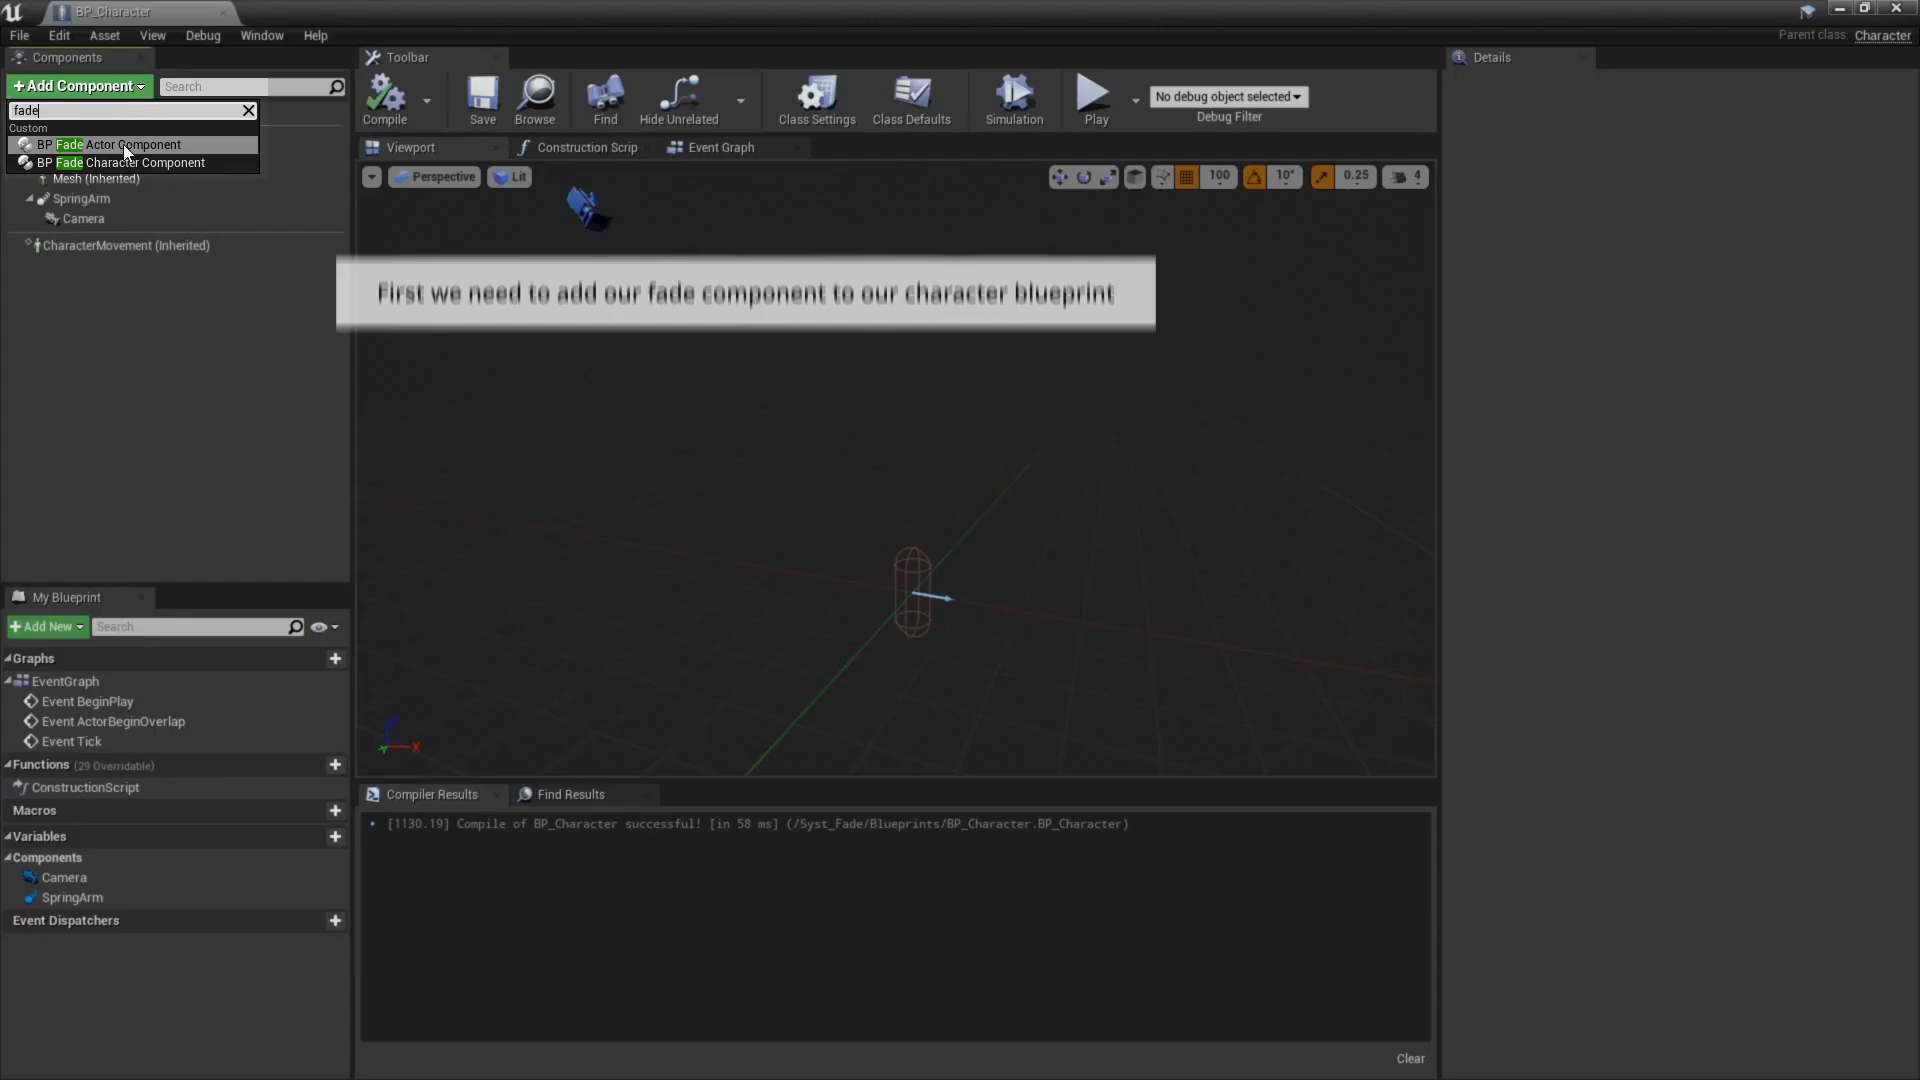 BP_Character
File Edit Asset View Debug Window Help
Parent class: Character
Components
Toolbar
Details
+Add Component
Search
fade
Custom
BP Fade Actor Component
BP Fade Character Component
Mesh (Inherited)
SpringArm
Camera
CharacterMovement (Inherited)
Compile
Save
Browse
Find
Hide Unrelated
Class Settings
Class Defaults
Simulation
Play
No debug object selected
Debug Filter
Viewport
Construction Scrip
Event Graph
Perspective
Lit
100
10°
0.25
4
First we need to add our fade component to our character blueprint
X
My Blueprint
+Add New
Search
Graphs
EventGraph
Event BeginPlay
Event ActorBeginOverlap
Event Tick
Functions (29 Overridable)
ConstructionScript
Macros
Variables
Components
Camera
SpringArm
Event Dispatchers
Compiler Results
Find Results
[1130.19] Compile of BP_Character successful! [in 58 ms] (/Syst_Fade/Blueprints/BP_Character.BP_Character)
Clear